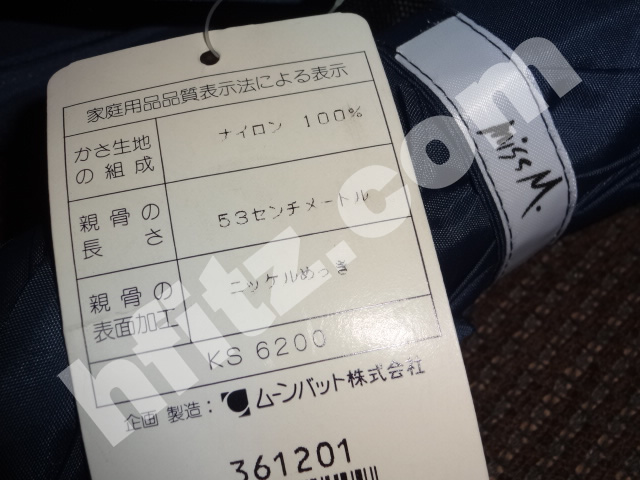 家庭用品品質表示法による表示
かさ生地の組成 ナイロン 100%
親骨の長さ 53センチメートル
親骨の表面加工 ニッケルめっき
KS 6200
企画 製造： ムーンバット株式会社
361201
miss M.
hfitz.com